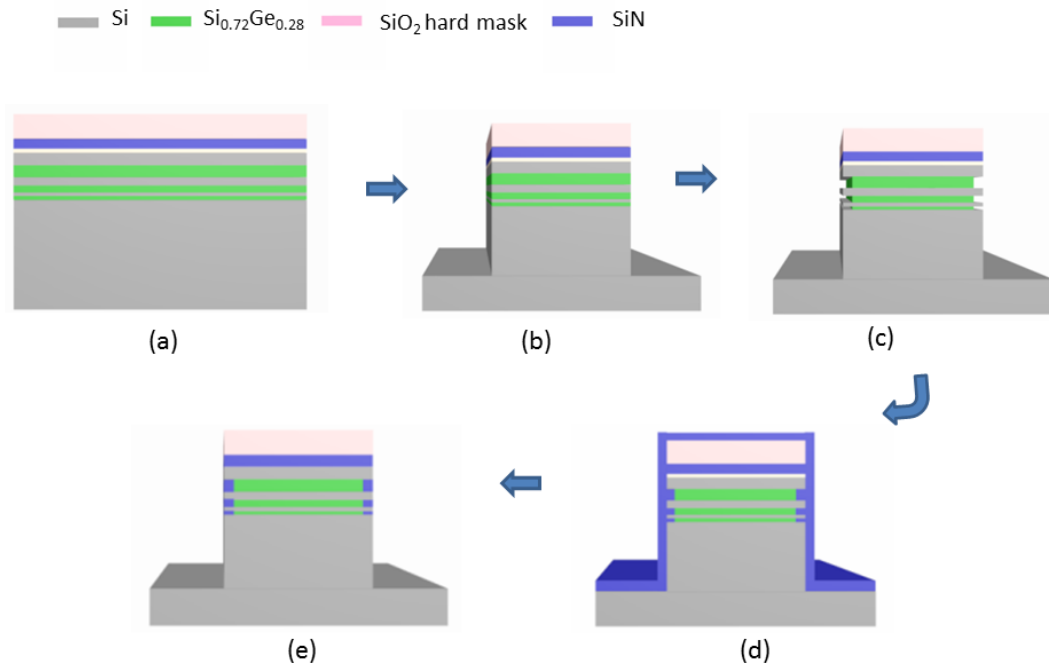 Si Si₀.₇₂Ge₀.₂₈ SiO₂ hard mask SiN
(a)
(b)
(c)
(e)
(d)